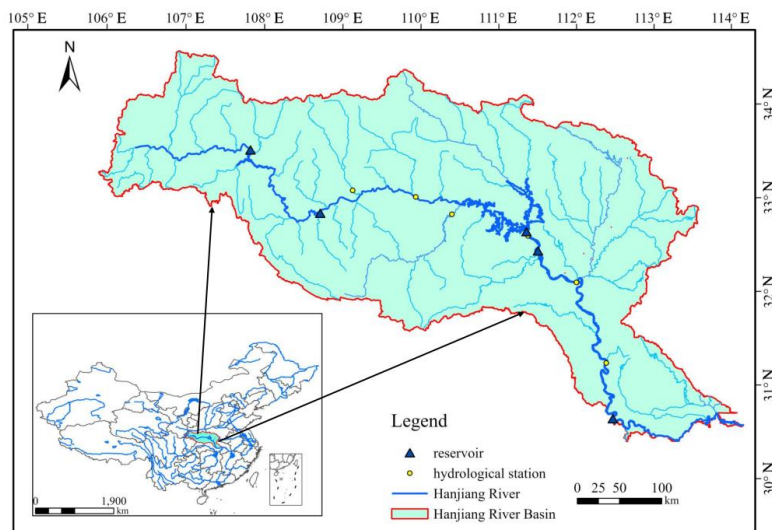 105°E 106°E 107°E 108°E 109°E 110°E 111°E 112°E 113°E 114°E
N
34°N
33°N
32°N
31°N
30°N
Legend
reservoir
hydrological station
Hanjiang River
Hanjiang River Basin
0 25 50 100
km
0 1,900
km